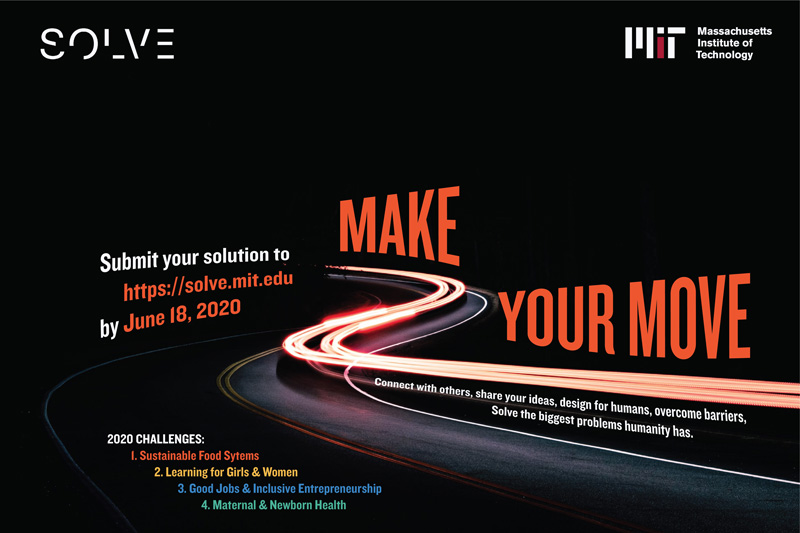 SOLVE
MIT
Massachusetts
Institute of
Technology
MAKE
YOUR MOVE
Submit your solution to
https://solve.mit.edu
by June 18, 2020
Connect with others, share your ideas, design for humans, overcome barriers,
Solve the biggest problems humanity has.
2020 CHALLENGES:
1. Sustainable Food Sytems
2. Learning for Girls & Women
3. Good Jobs & Inclusive Entrepreneurship
4. Maternal & Newborn Health